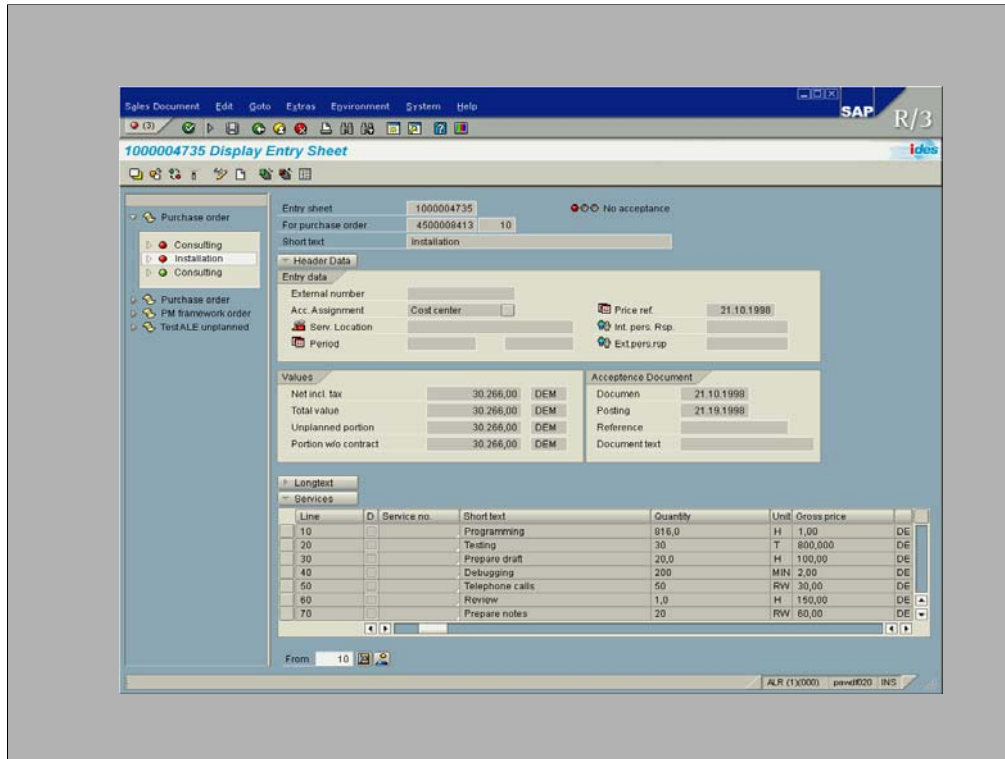 Sales Document Edit Goto Extras Environment System Help
SAP
R/3
(3)
1000004735 Display Entry Sheet
ides
Purchase order
Consulting
Installation
Consulting
Purchase order
PM framework order
TestALE unplanned
Entry sheet 1000004735 No acceptance
For purchase order 4500008413 10
Short text Installation
Header Data
Entry data
External number
Acc. Assignment Cost center Price ref. 21.10.1998
Serv. Location Int. pers. Rsp.
Period Ext.pers.rsp
Values
Net incl. tax 30.266,00 DEM
Total value 30.266,00 DEM
Unplanned portion 30.266,00 DEM
Portion w/o contract 30.266,00 DEM
Acceptence Document
Documen 21.10.1998
Posting 21.19.1998
Reference
Document text
Longtext
Services
Line D Service no. Short text Quantity Unit Gross price
10 Programming 816,0 H 1,00 DE
20 Testing 30 T 800,000 DE
30 Prepare draft 20,0 H 100,00 DE
40 Debugging 200 MIN 2,00 DE
50 Telephone calls 50 RW 30,00 DE
60 Review 1,0 H 150,00 DE
70 Prepare notes 20 RW 60,00 DE
From 10
ALR (1)(000) pawdf020 INS